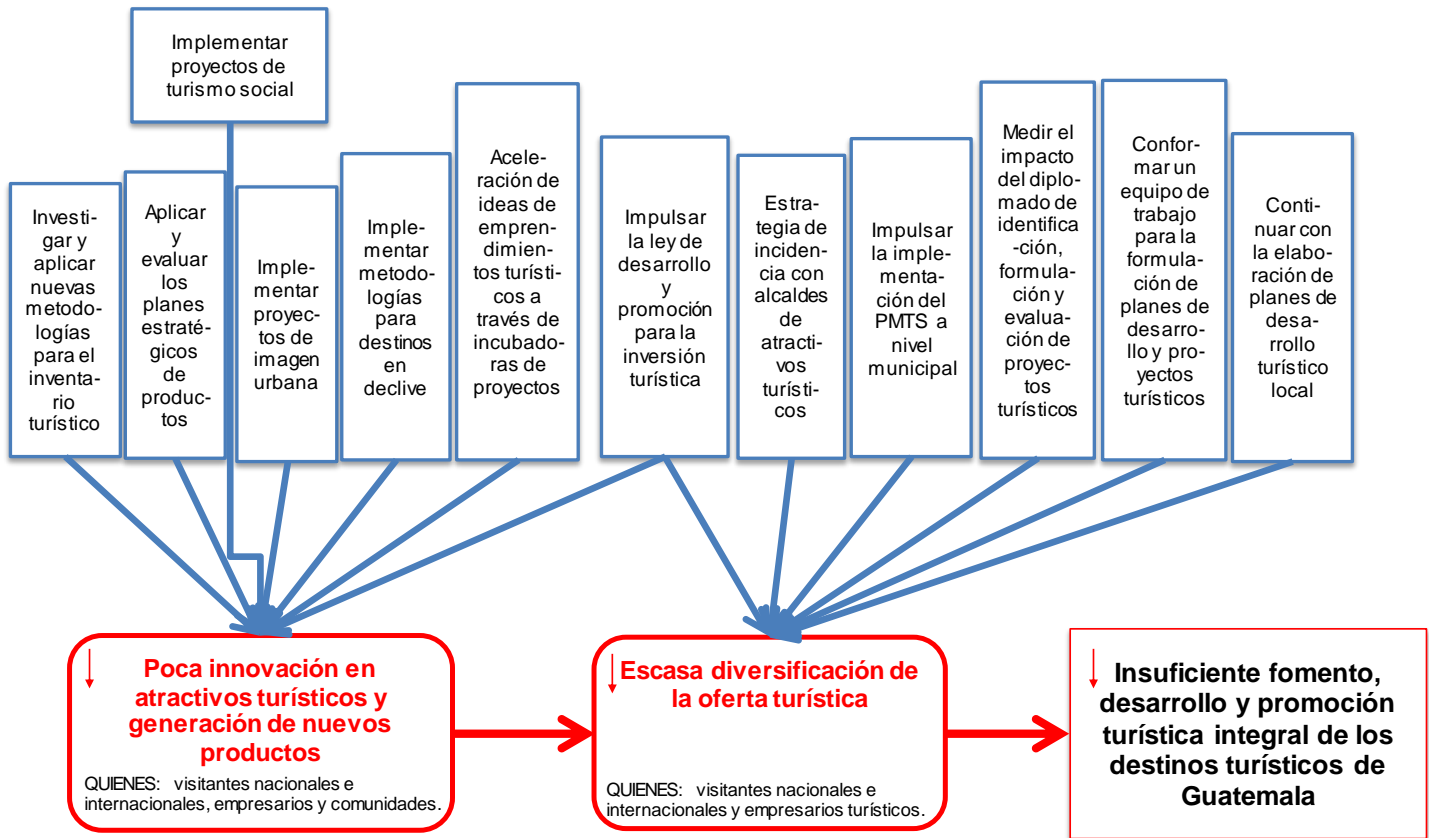 Implementar
proyectos de
turismo social
Investi-
gar y
aplicar
nuevas
metodo-
logías
para el
inventa-
rio
turístico
Aplicar
y
evaluar
los
planes
estraté-
gicos
de
produc-
tos
Imple-
mentar
proyec-
tos de
imagen
urbana
Imple-
mentar
metodo-
logías
para
destinos
en
declive
Acele-
ración de
ideas de
empren-
dimien-
tos turísti-
cos a
través de
incubado-
ras de
proyectos
Impulsar
la ley de
desarrollo
y
promoción
para la
inversión
turística
Estra-
tegia de
inciden-
cia con
alcaldes
de
atracti-
vos
turísti-
cos
Impulsar
la imple-
menta-
ción del
PMTS a
nivel
municipal
Medir el
impacto
del diplo-
mado de
identifica
-ción,
formula-
ción y
evalua-
ción de
proyec-
tos
turísticos
Confor-
mar un
equipo de
trabajo
para la
formula-
ción de
planes de
desarro-
llo y pro-
yectos
turísticos
Conti-
nuar con
la elabo-
ración de
planes de
desa-
rrollo
turístico
local
Poca innovación en
atractivos turísticos y
generación de nuevos
productos
QUIENES: visitantes nacionales e
internacionales, empresarios y comunidades.
Escasa diversificación de
la oferta turística
QUIENES: visitantes nacionales e
internacionales y empresarios turísticos.
Insuficiente fomento,
desarrollo y promoción
turística integral de los
destinos turísticos de
Guatemala